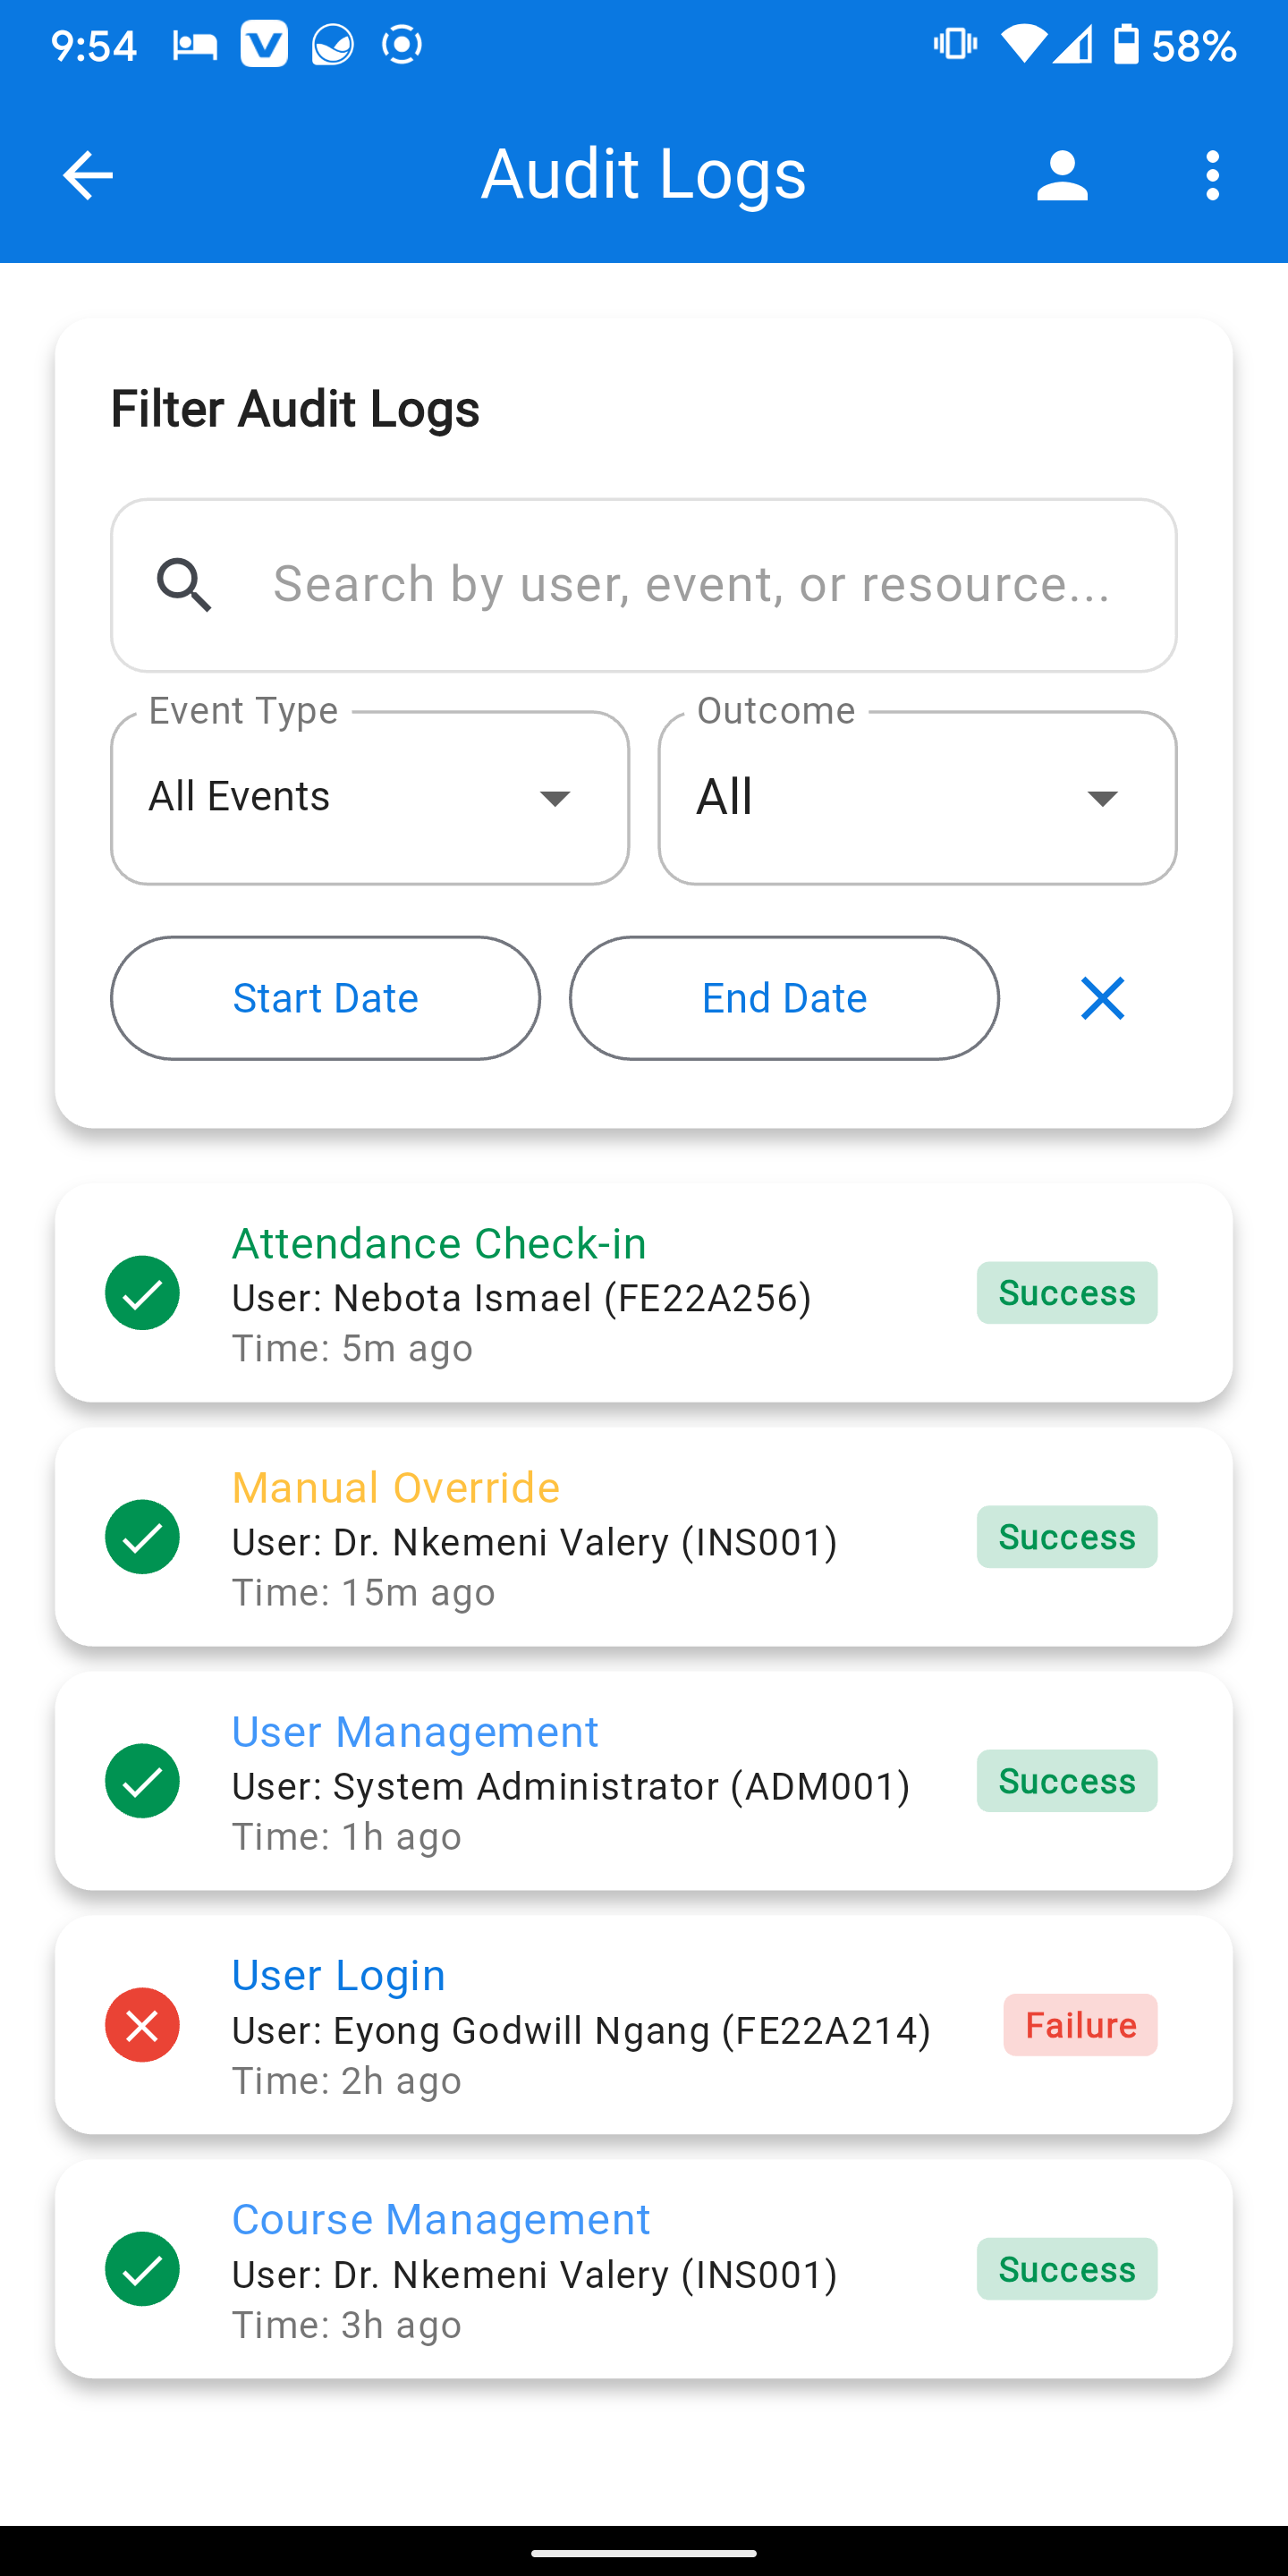 9:54
58%
Audit Logs
Filter Audit Logs
Search by user, event, or resource...
Event Type
Outcome
All Events
All
Start Date
End Date
Attendance Check-in
User: Nebota Ismael (FE22A256)
Time: 5m ago
Success
Manual Override
User: Dr. Nkemeni Valery (INS001)
Time: 15m ago
Success
User Management
User: System Administrator (ADM001)
Time: 1h ago
Success
User Login
User: Eyong Godwill Ngang (FE22A214)
Time: 2h ago
Failure
Course Management
User: Dr. Nkemeni Valery (INS001)
Time: 3h ago
Success